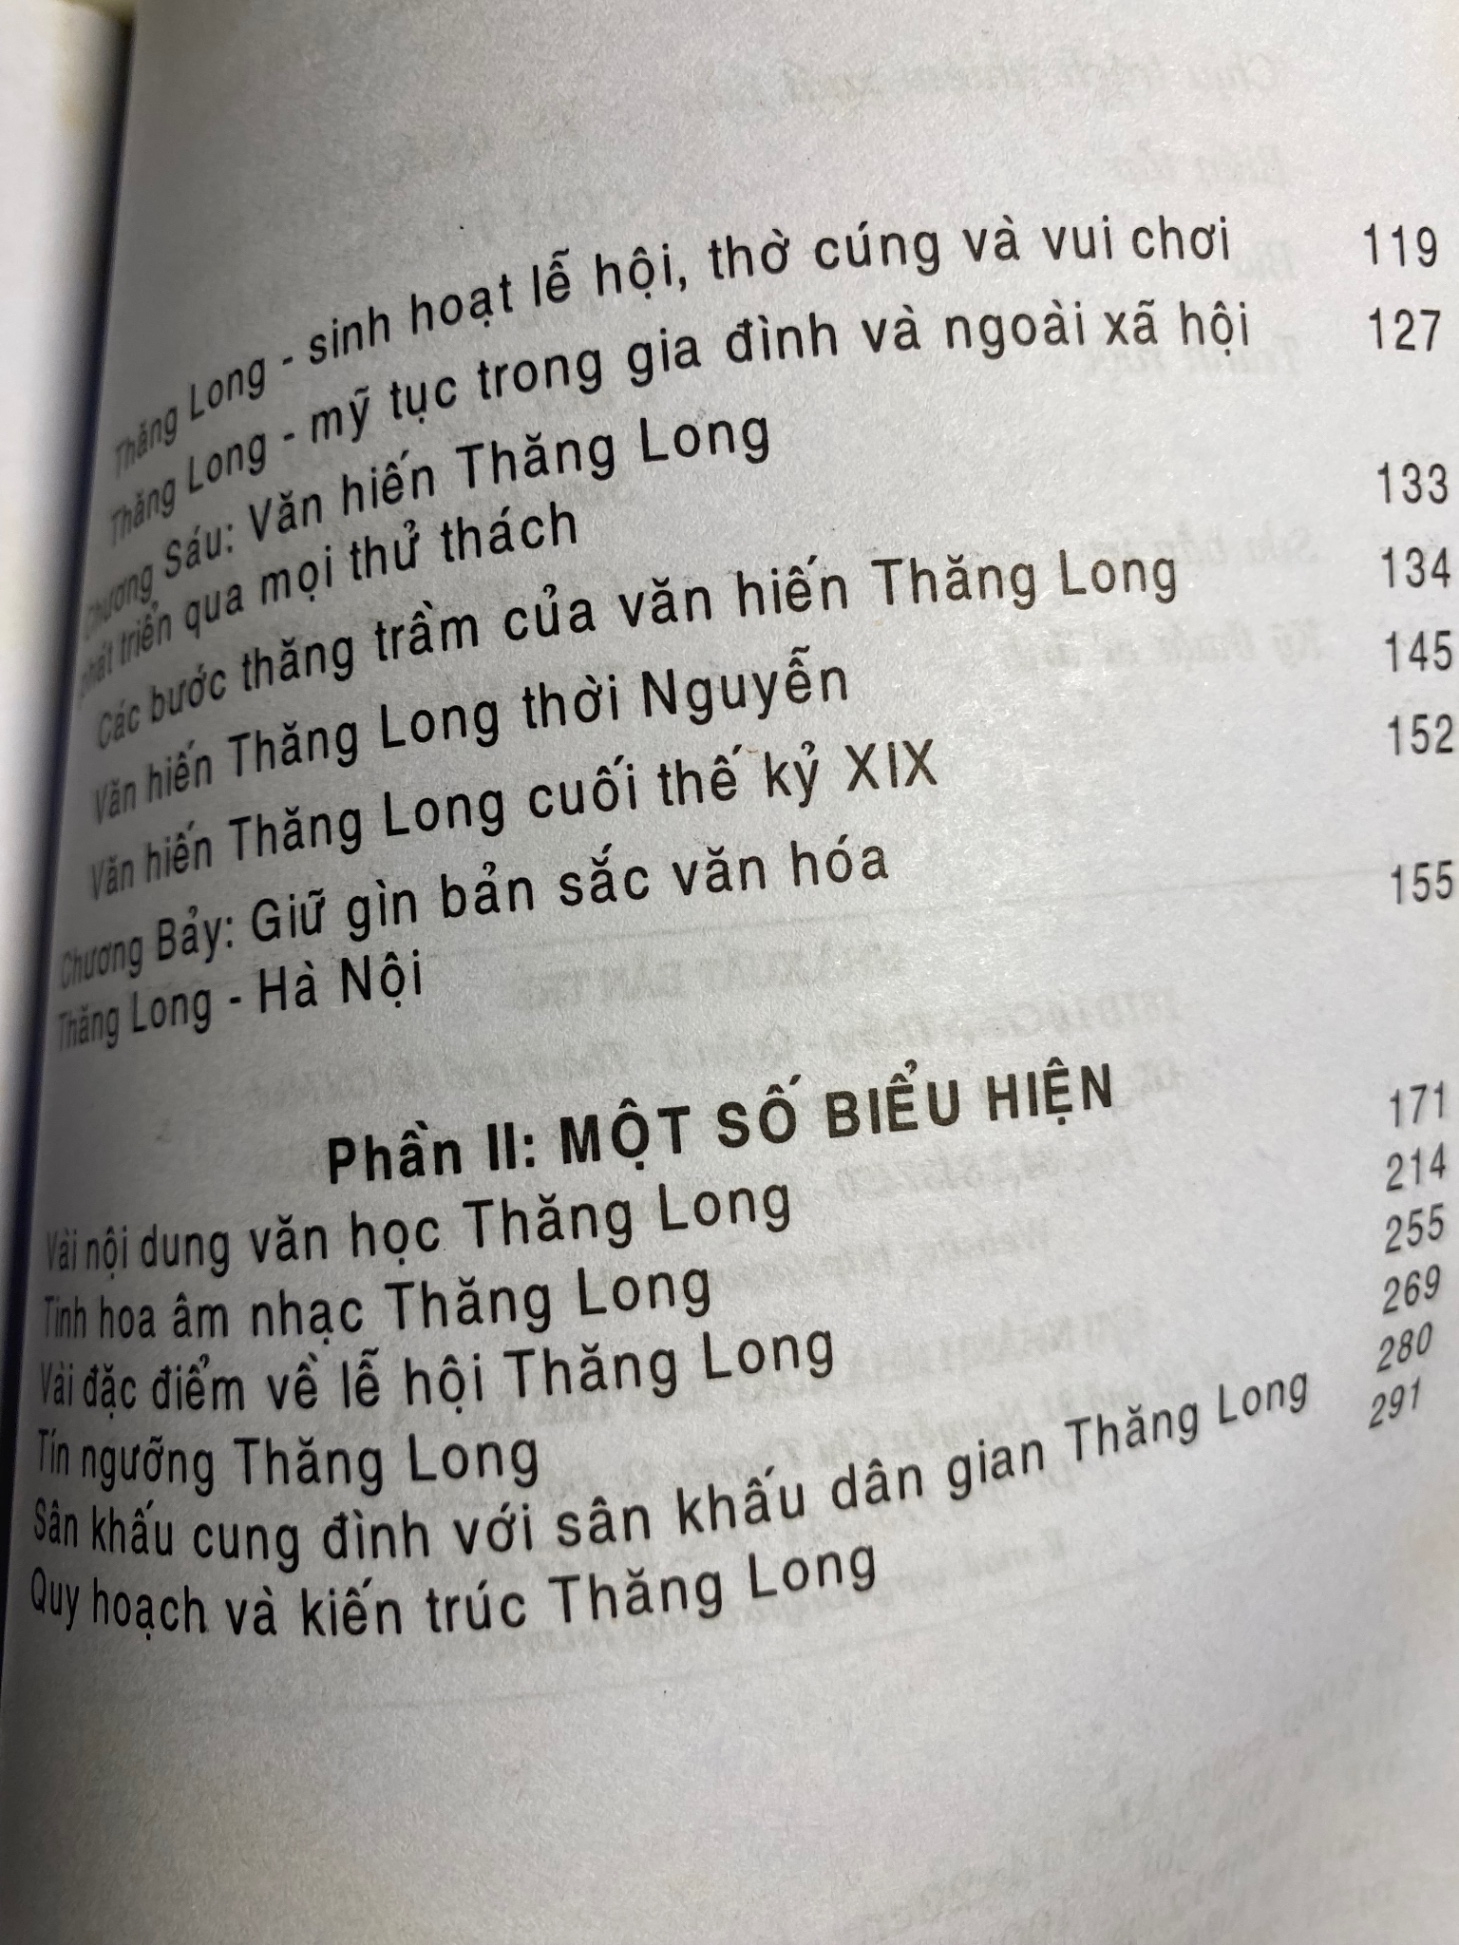 Thăng Long - sinh hoạt lễ hội, thờ cúng và vui chơi 119
Thăng Long - mỹ tục trong gia đình và ngoài xã hội 127
Chương Sáu: Văn hiến Thăng Long
phát triển qua mọi thử thách 133
Các bước thăng trầm của văn hiến Thăng Long 134
Văn hiến Thăng Long thời Nguyễn 145
Văn hiến Thăng Long cuối thế kỷ XIX 152
Chương Bảy: Giữ gìn bản sắc văn hóa
Thăng Long - Hà Nội 155
Phần II: MỘT SỐ BIỂU HIỆN
Vài nội dung văn học Thăng Long 171
Tinh hoa âm nhạc Thăng Long 214
Vài đặc điểm về lễ hội Thăng Long 255
Tín ngưỡng Thăng Long 269
Sân khấu cung đình với sân khấu dân gian Thăng Long 280
Quy hoạch và kiến trúc Thăng Long 291